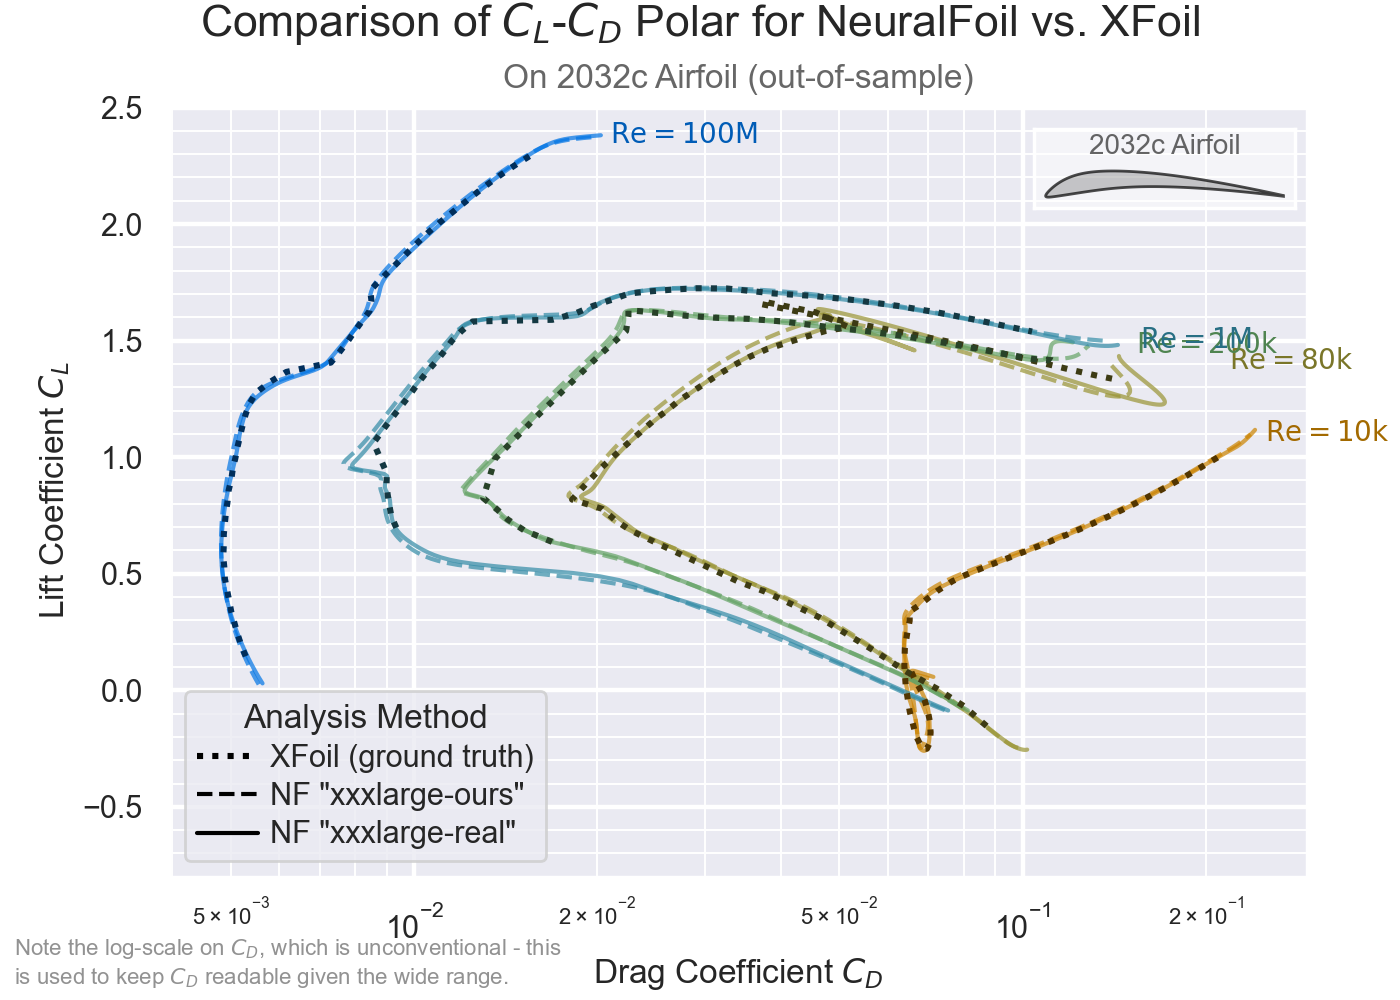 Comparison of C_L-C_D Polar for NeuralFoil vs. XFoil
On 2032c Airfoil (out-of-sample)
2.5
2.0
1.5
1.0
0.5
0.0
−0.5
Lift Coefficient C_L
Re = 100M
2032c Airfoil
Re = 1M
Re = 200k
Re = 80k
Re = 10k
Analysis Method
XFoil (ground truth)
NF "xxxlarge-ours"
NF "xxxlarge-real"
5 × 10⁻³
10⁻²
2 × 10⁻²
5 × 10⁻²
10⁻¹
2 × 10⁻¹
Drag Coefficient C_D
Note the log-scale on C_D, which is unconventional - this
is used to keep C_D readable given the wide range.